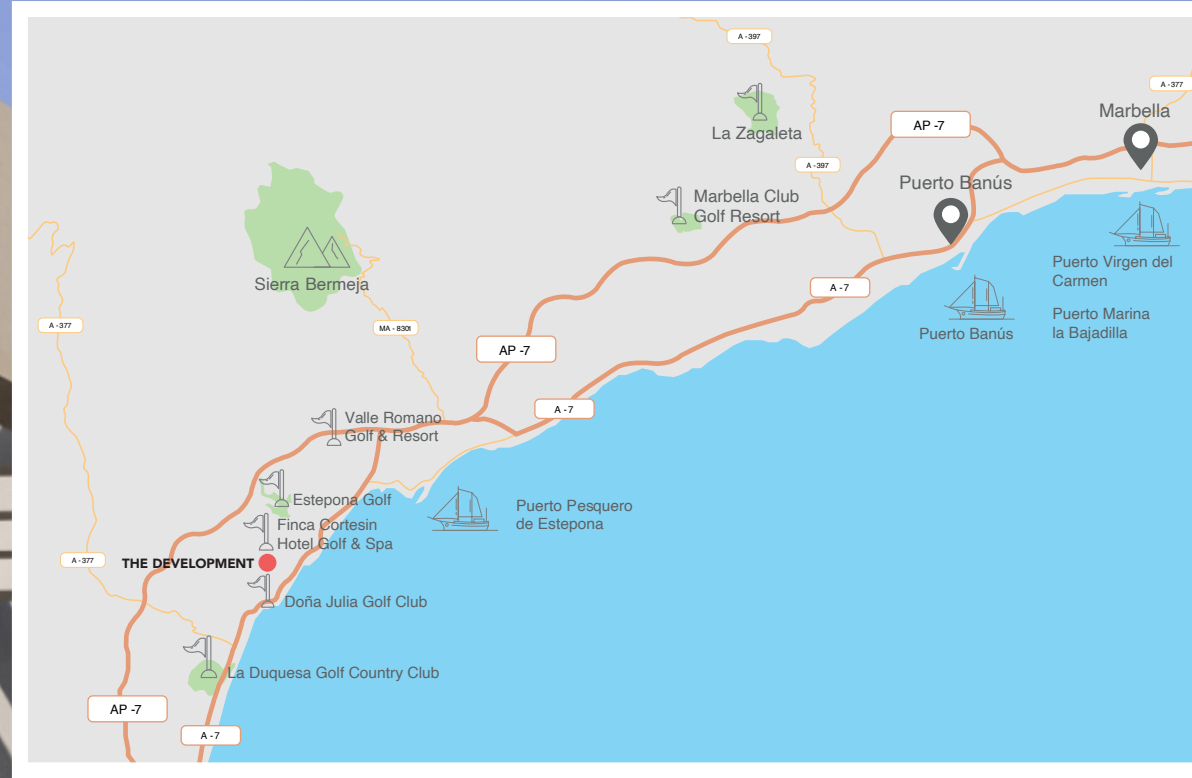 A -397
A -377
Marbella
La Zagaleta
AP -7
A -397
Puerto Banús
Marbella Club
Golf Resort
Puerto Virgen del
Carmen
Sierra Bermeja
A -7
Puerto Marina
la Bajadilla
A -377
MA - 8301
Puerto Banús
AP -7
A -7
Valle Romano
Golf & Resort
Estepona Golf
Puerto Pesquero
de Estepona
Finca Cortesin
Hotel Golf & Spa
A -377
THE DEVELOPMENT
Doña Julia Golf Club
La Duquesa Golf Country Club
AP -7
A -7